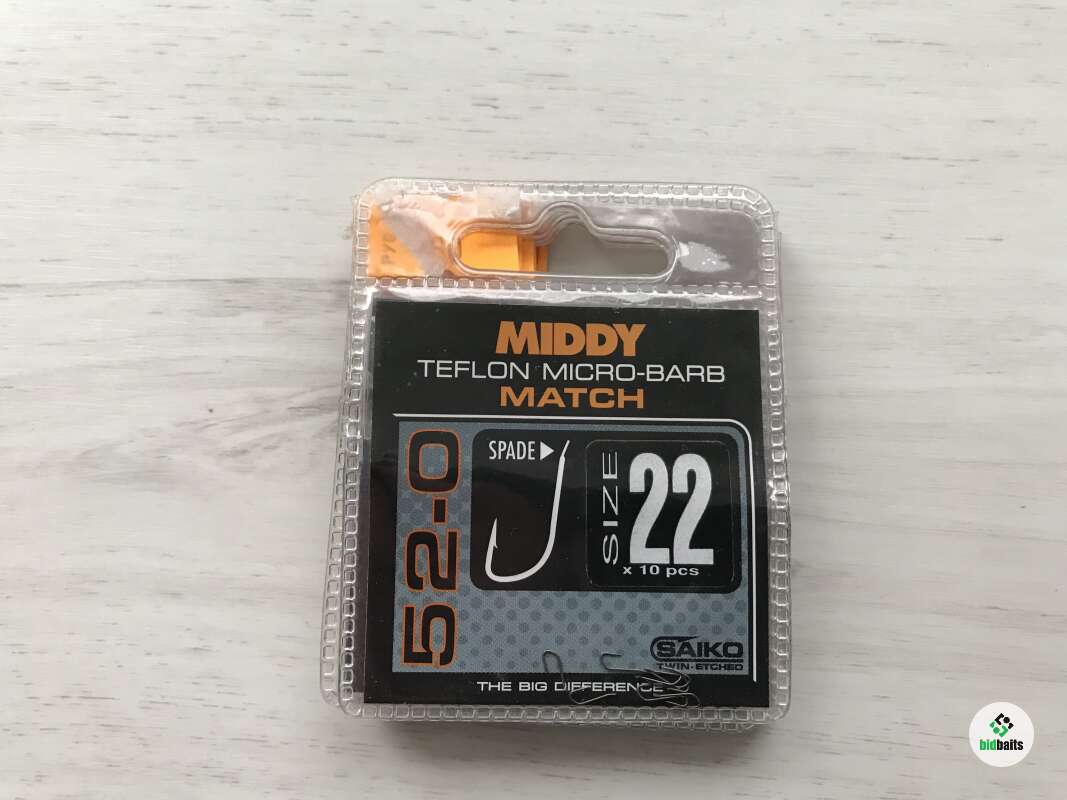 MIDDY
TEFLON MICRO-BARB
MATCH
52-0
SPADE
SIZE
22
x 10 pcs
SAIKO
TWIN-ETCHED
THE BIG DIFFERENCE
bidbaits